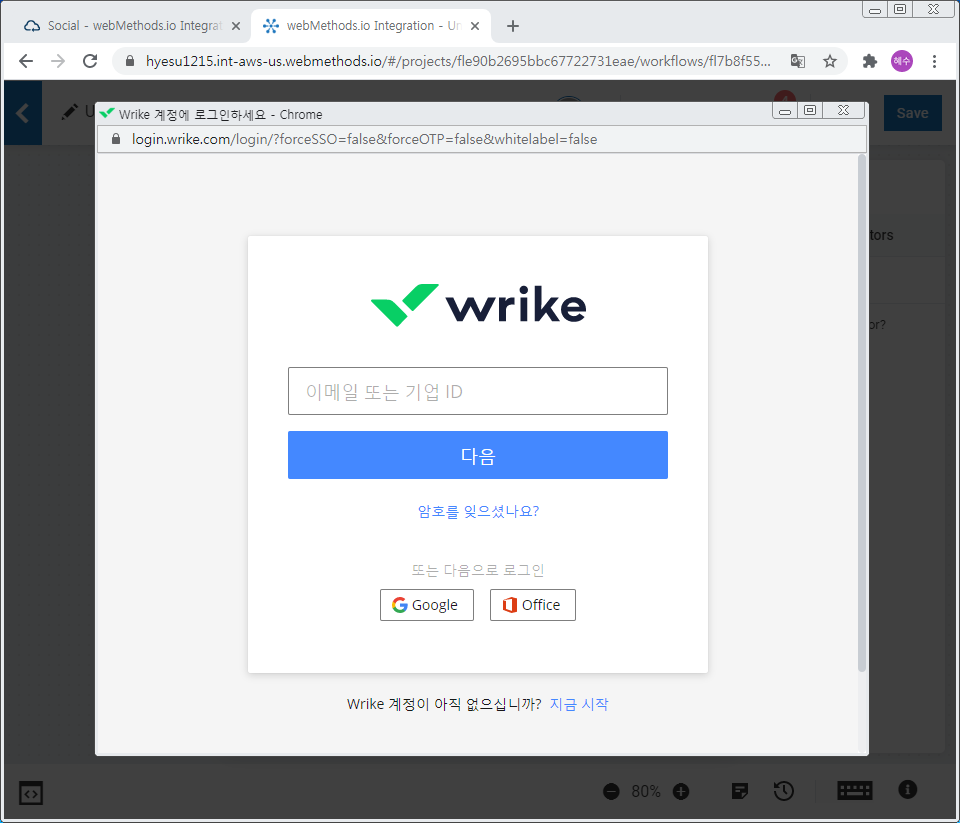 Social - webMethods.io Integrat
webMethods.io Integration - Un
hyesu1215.int-aws-us.webmethods.io/#/projects/fle90b2695bbc67722731eae/workflows/fl7b8f55...
혜수
Save
Wrike 계정에 로그인하세요 - Chrome
login.wrike.com/login/?forceSSO=false&forceOTP=false&whitelabel=false
tors
or?
wrike
이메일 또는 기업 ID
다음
암호를 잊으셨나요?
또는 다음으로 로그인
Google
Office
Wrike 계정이 아직 없으십니까? 지금 시작
80%